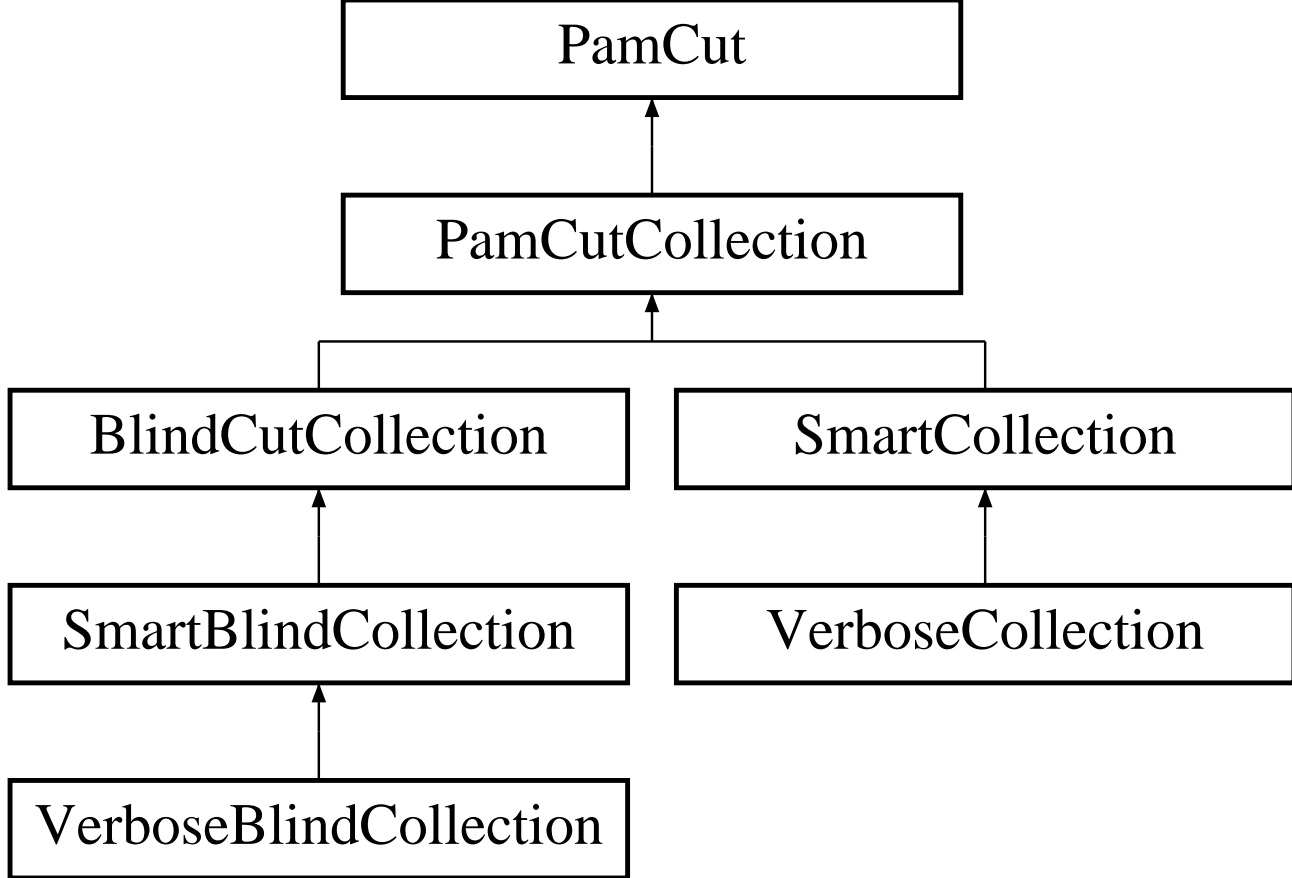 PamCut
PamCutCollection
BlindCutCollection
SmartCollection
SmartBlindCollection
VerboseCollection
VerboseBlindCollection